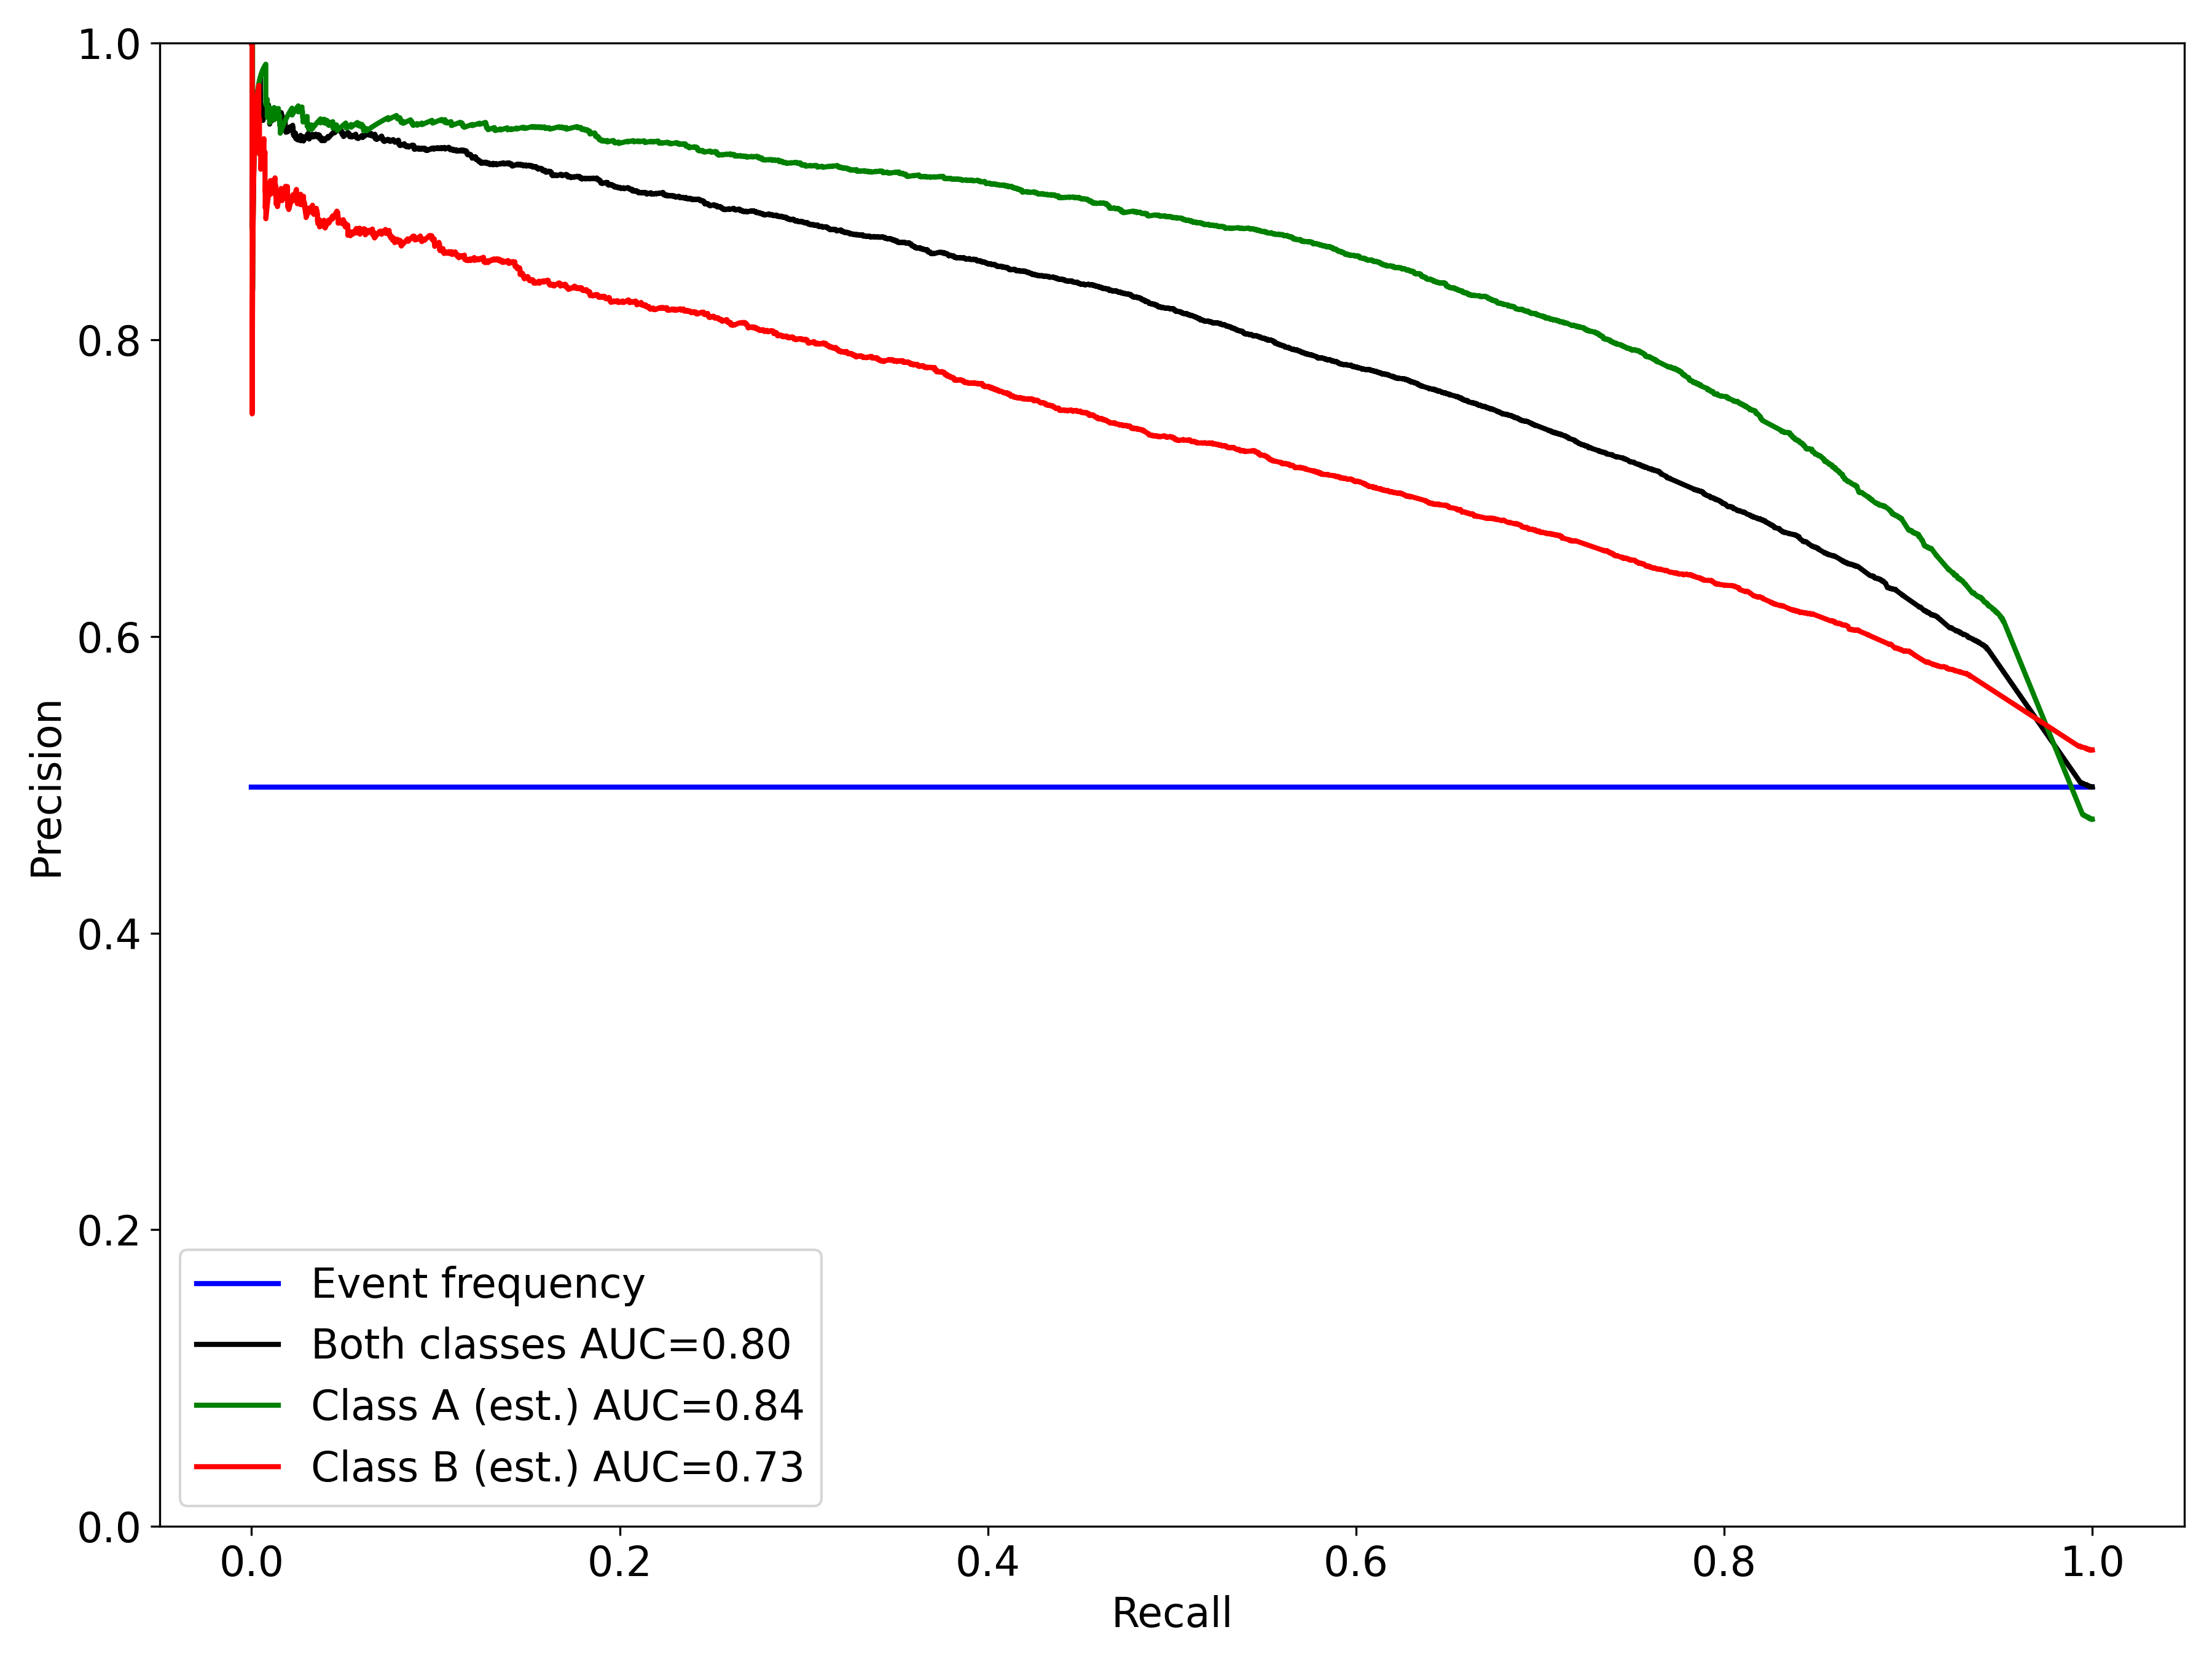 1.0
0.8
0.6
0.4
0.2
0.0
Precision
Event frequency
Both classes AUC=0.80
Class A (est.) AUC=0.84
Class B (est.) AUC=0.73
0.0 0.2 0.4 0.6 0.8 1.0
Recall